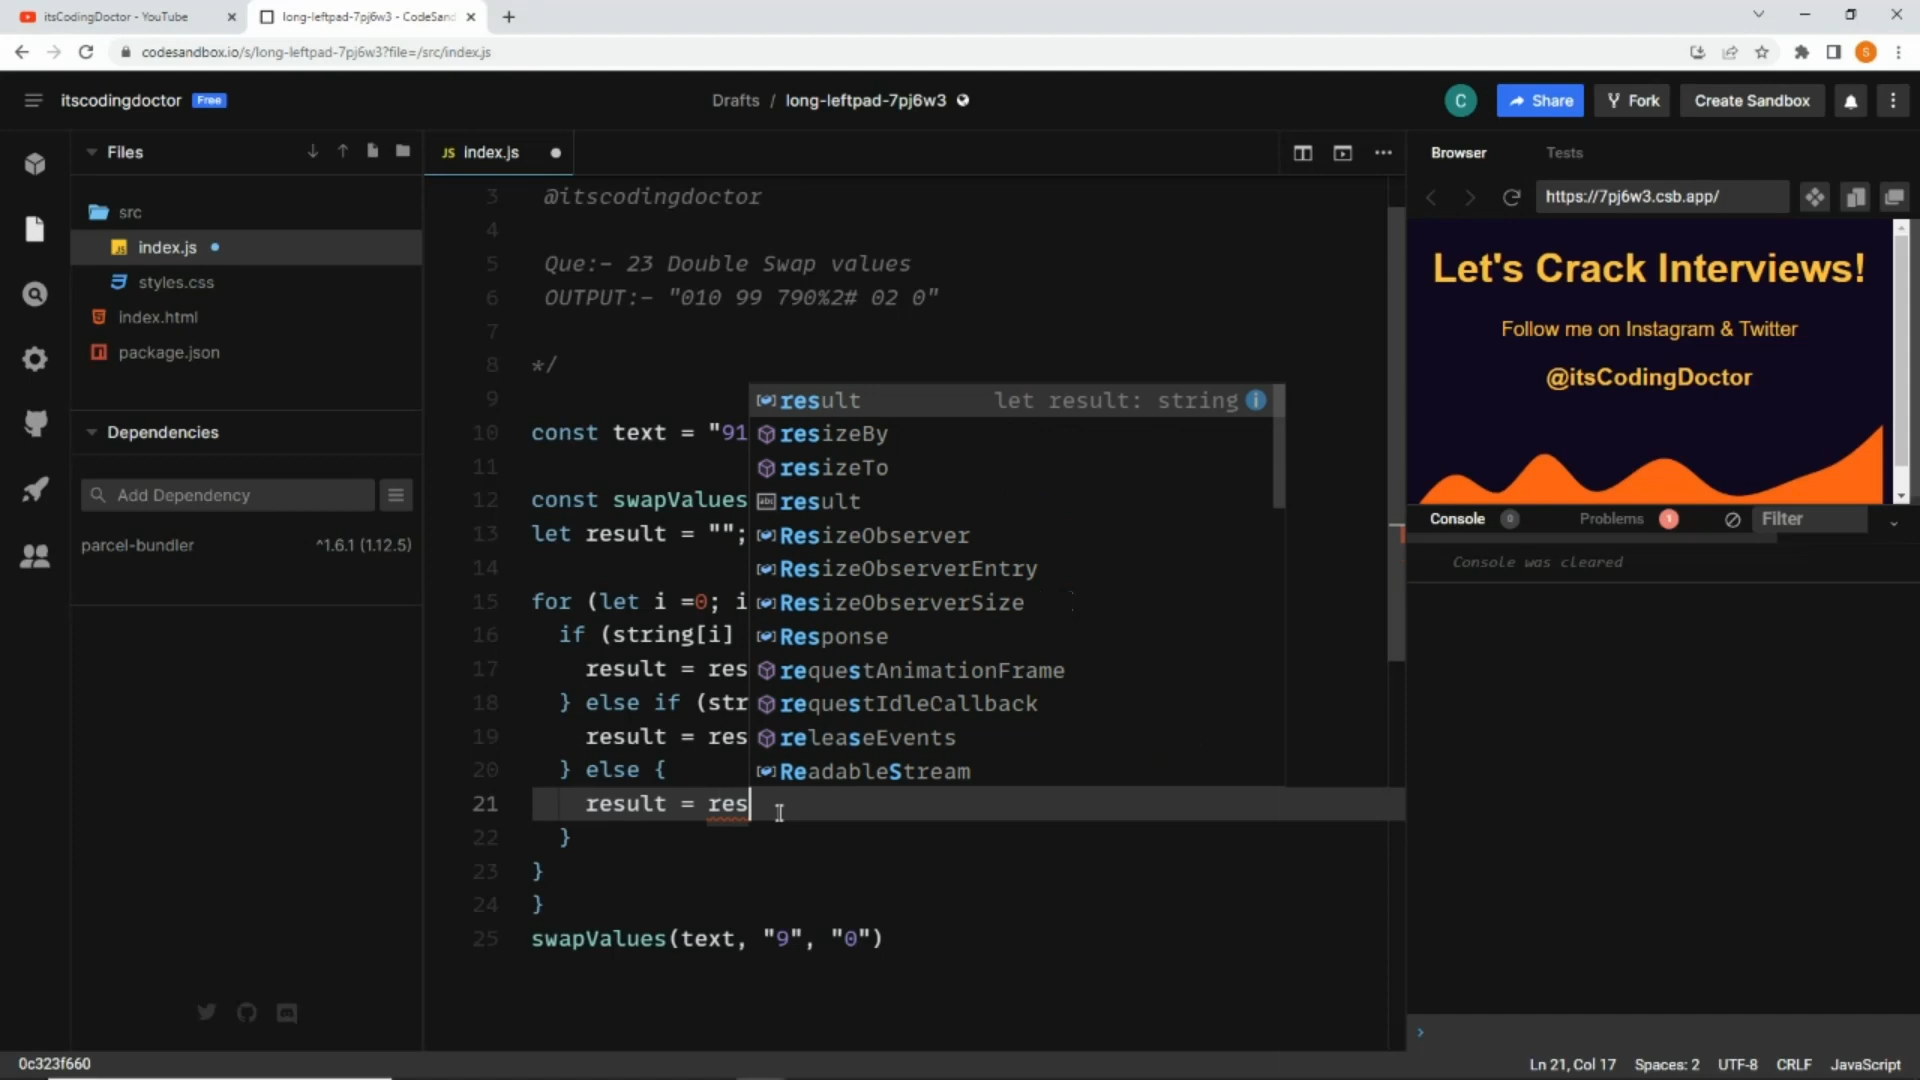 itsCodingDoctor - YouTube
long-leftpad-7pj6w3 - CodeSand
codesandbox.io/s/long-leftpad-7pj6w3?file=/src/index.js
S
itscodingdoctor Free
Drafts / long-leftpad-7pj6w3
C
Share
Fork
Create Sandbox
Files
src
JS index.js
styles.css
index.html
package.json
Dependencies
Add Dependency
parcel-bundler ^1.6.1 (1.12.5)
JS index.js
3 @itscodingdoctor
4
5 Que:- 23 Double Swap values
6 OUTPUT:- "010 99 790%2# 02 0"
7
8 */
9
10 const text = "91
11
12 const swapValues
13 let result = "";
14
15 for (let i =0; i
16 if (string[i]
17 result = res
18 } else if (str
19 result = res
20 } else {
21 result = res
22 }
23 }
24 }
25 swapValues(text, "9", "0")
result let result: string
resizeBy
resizeTo
abc result
ResizeObserver
ResizeObserverEntry
ResizeObserverSize
Response
requestAnimationFrame
requestIdleCallback
releaseEvents
ReadableStream
Browser
Tests
https://7pj6w3.csb.app/
Let's Crack Interviews!
Follow me on Instagram & Twitter
@itsCodingDoctor
Console 0
Problems 1
Filter
Console was cleared
0c323f660
Ln 21, Col 17
Spaces: 2
UTF-8
CRLF
JavaScript